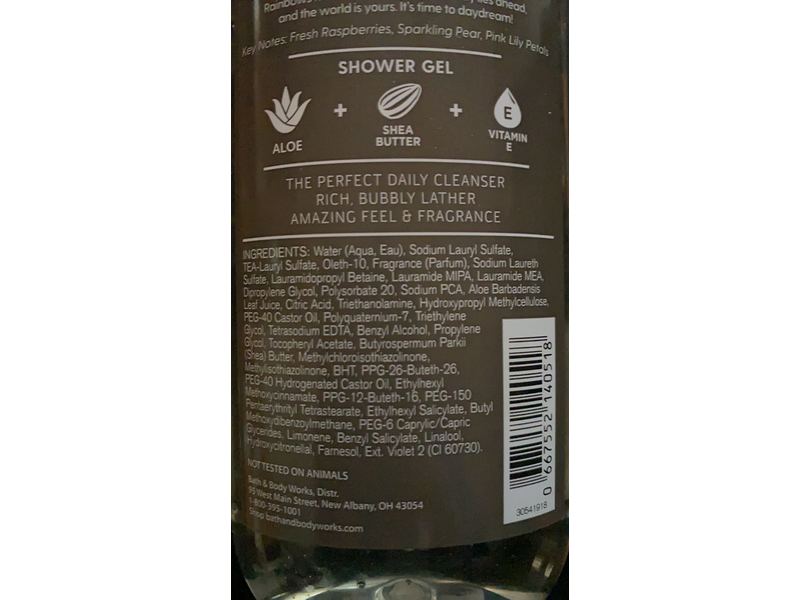 and the world is yours. It's time to daydream!
Key Notes: Fresh Raspberries, Sparkling Pear, Pink Lily Petals
SHOWER GEL
ALOE
+
SHEA
BUTTER
+
E
VITAMIN
E
THE PERFECT DAILY CLEANSER
RICH, BUBBLY LATHER
AMAZING FEEL & FRAGRANCE
INGREDIENTS: Water (Aqua, Eau), Sodium Lauryl Sulfate,
TEA-Lauryl Sulfate, Oleth-10, Fragrance (Parfum), Sodium Laureth
Sulfate, Lauramidopropyl Betaine, Lauramide MIPA, Lauramide MEA,
Dipropylene Glycol, Polysorbate 20, Sodium PCA, Aloe Barbadensis
Leaf Juice, Citric Acid, Triethanolamine, Hydroxypropyl Methylcellulose,
PEG-40 Castor Oil, Polyquaternium-7, Triethylene
Glycol, Tetrasodium EDTA, Benzyl Alcohol, Propylene
Glycol, Tocopheryl Acetate, Butyrospermum Parkii
(Shea) Butter, Methylchloroisothiazolinone,
Methylisothiazolinone, BHT, PPG-26-Buteth-26,
PEG-40 Hydrogenated Castor Oil, Ethylhexyl
Methoxycinnamate, PPG-12-Buteth-16, PEG-150
Pentaerythrityl Tetrastearate, Ethylhexyl Salicylate, Butyl
Methoxydibenzoylmethane, PEG-6 Caprylic/Capric
Glycerides, Limonene, Benzyl Salicylate, Linalool,
Hydroxycitronellal, Farnesol, Ext. Violet 2 (CI 60730).
NOT TESTED ON ANIMALS
Bath & Body Works, Distr.
95 West Main Street, New Albany, OH 43054
1-800-395-1001
Shop bathandbodyworks.com
0 667552 140518
30541918